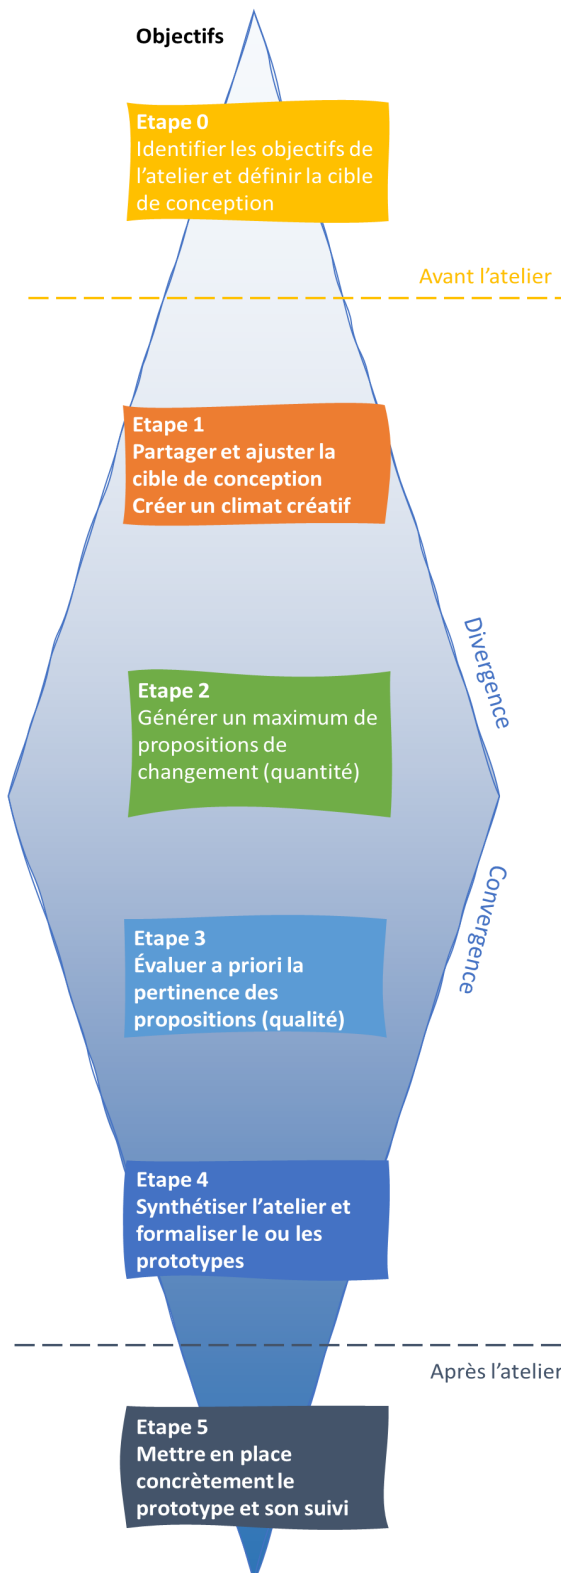 Objectifs
Etape 0
Identifier les objectifs de
l'atelier et définir la cible
de conception
Avant l'atelier
Etape 1
Partager et ajuster la
cible de conception
Créer un climat créatif
Divergence
Etape 2
Générer un maximum de
propositions de
changement (quantité)
Convergence
Etape 3
Évaluer a priori la
pertinence des
propositions (qualité)
Etape 4
Synthétiser l'atelier et
formaliser le ou les
prototypes
Après l'atelier
Etape 5
Mettre en place
concrètement le
prototype et son suivi